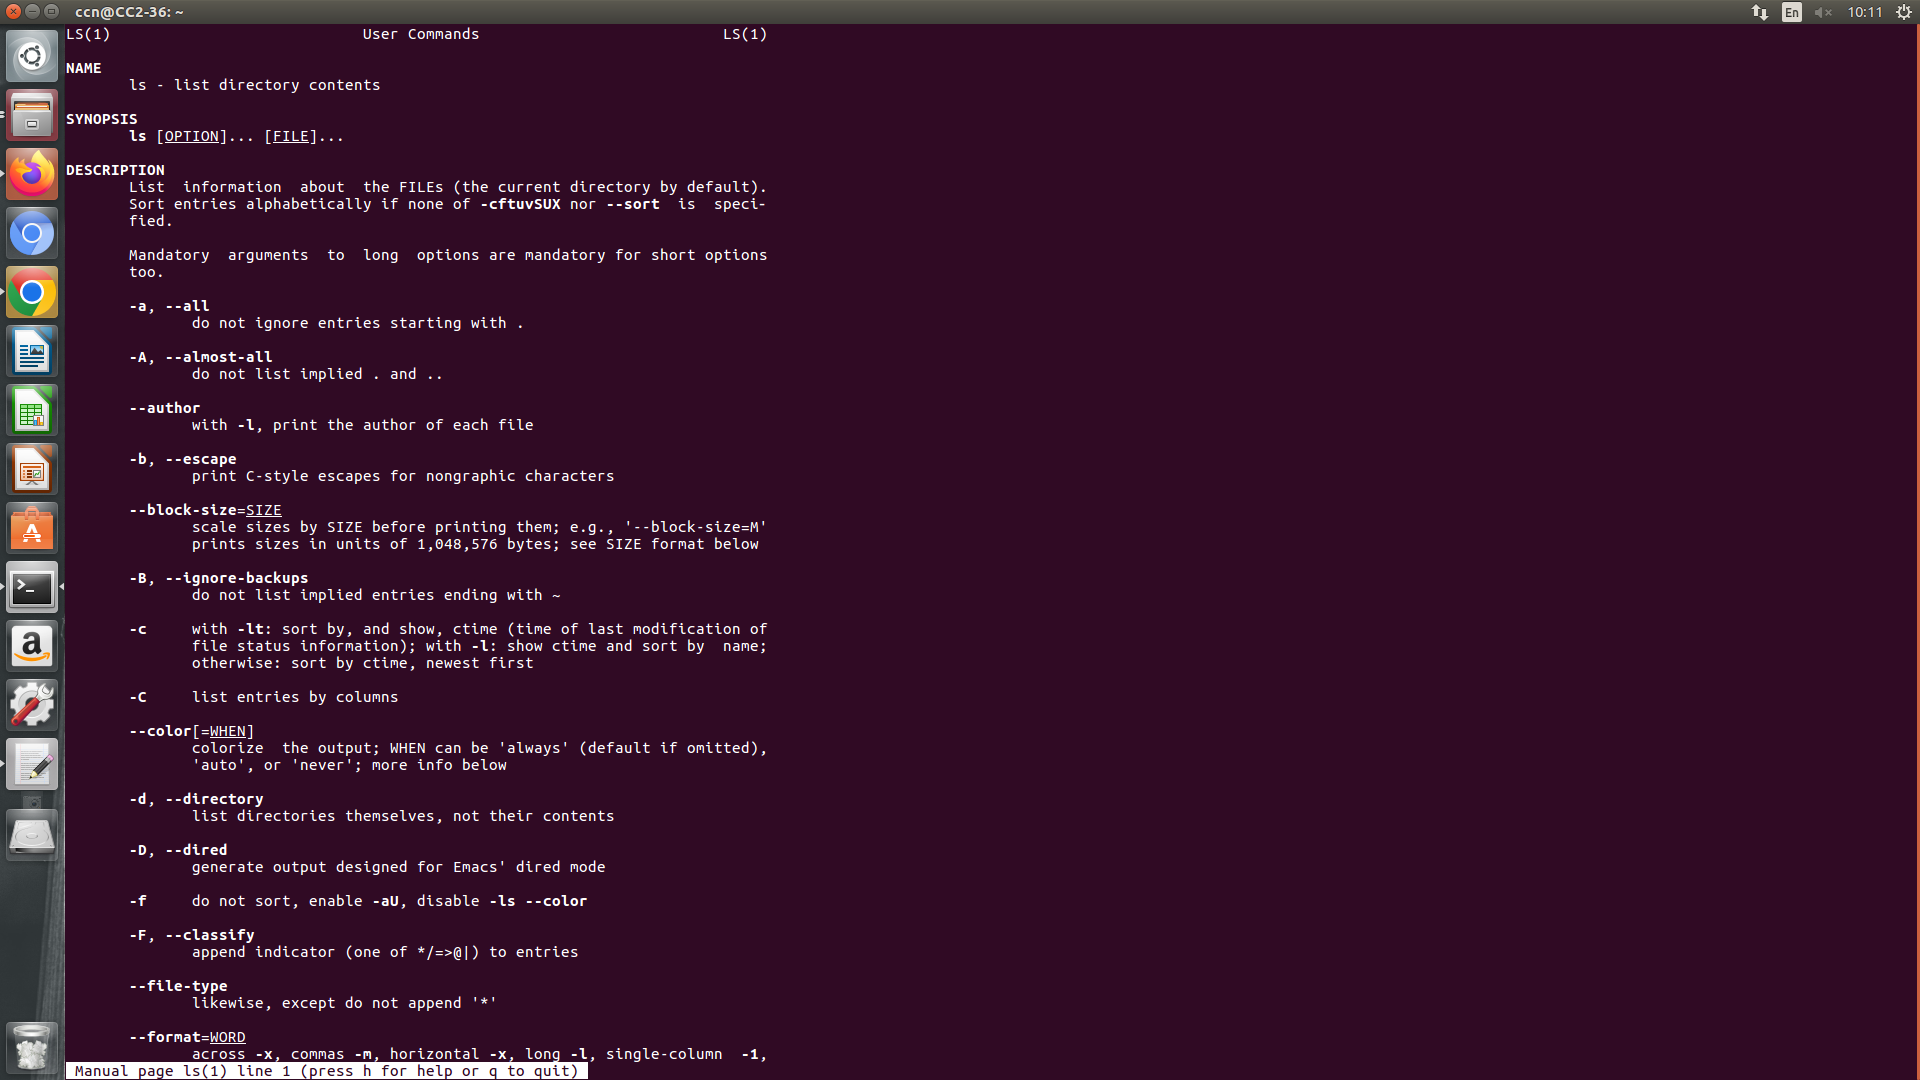 ccn@CC2-36: ~
En
10:11
LS(1) User Commands LS(1)
NAME
ls - list directory contents
SYNOPSIS
ls [OPTION]... [FILE]...
DESCRIPTION
List information about the FILEs (the current directory by default).
Sort entries alphabetically if none of -cftuvSUX nor --sort is speci-
fied.
Mandatory arguments to long options are mandatory for short options
too.
-a, --all
do not ignore entries starting with .
-A, --almost-all
do not list implied . and ..
--author
with -l, print the author of each file
-b, --escape
print C-style escapes for nongraphic characters
--block-size=SIZE
scale sizes by SIZE before printing them; e.g., '--block-size=M'
prints sizes in units of 1,048,576 bytes; see SIZE format below
-B, --ignore-backups
do not list implied entries ending with ~
-c with -lt: sort by, and show, ctime (time of last modification of
file status information); with -l: show ctime and sort by name;
otherwise: sort by ctime, newest first
-C list entries by columns
--color[=WHEN]
colorize the output; WHEN can be 'always' (default if omitted),
'auto', or 'never'; more info below
-d, --directory
list directories themselves, not their contents
-D, --dired
generate output designed for Emacs' dired mode
-f do not sort, enable -aU, disable -ls --color
-F, --classify
append indicator (one of */=>@|) to entries
--file-type
likewise, except do not append '*'
--format=WORD
across -x, commas -m, horizontal -x, long -l, single-column -1,
Manual page ls(1) line 1 (press h for help or q to quit)